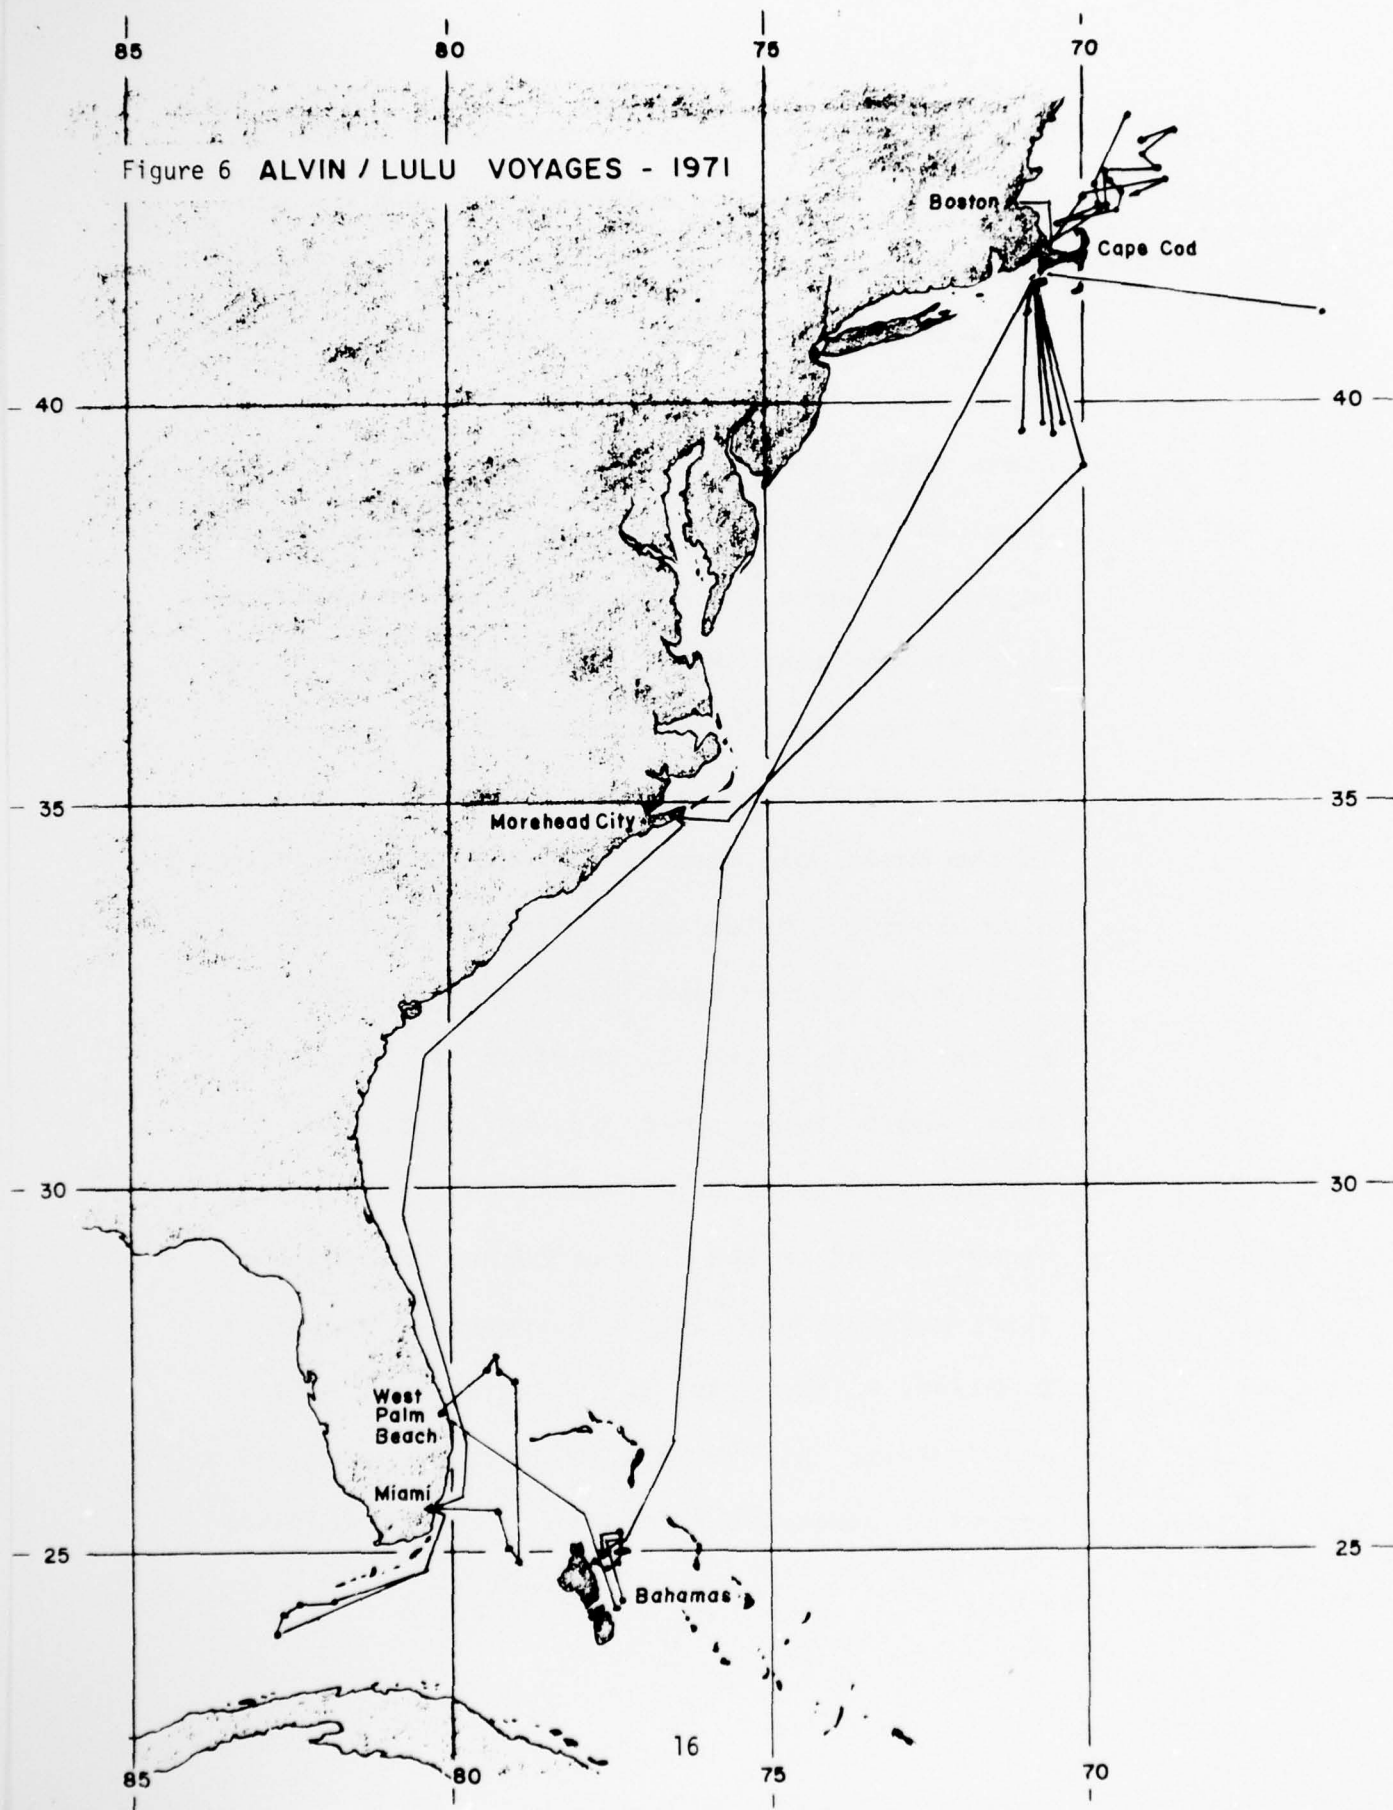 85 80 75 70
Figure 6 ALVIN / LULU VOYAGES - 1971
Boston
Cape Cod
40 40
35 35
Morehead City
30 30
West
Palm
Beach
Miami
25 25
Bahamas
16
85 80 75 70